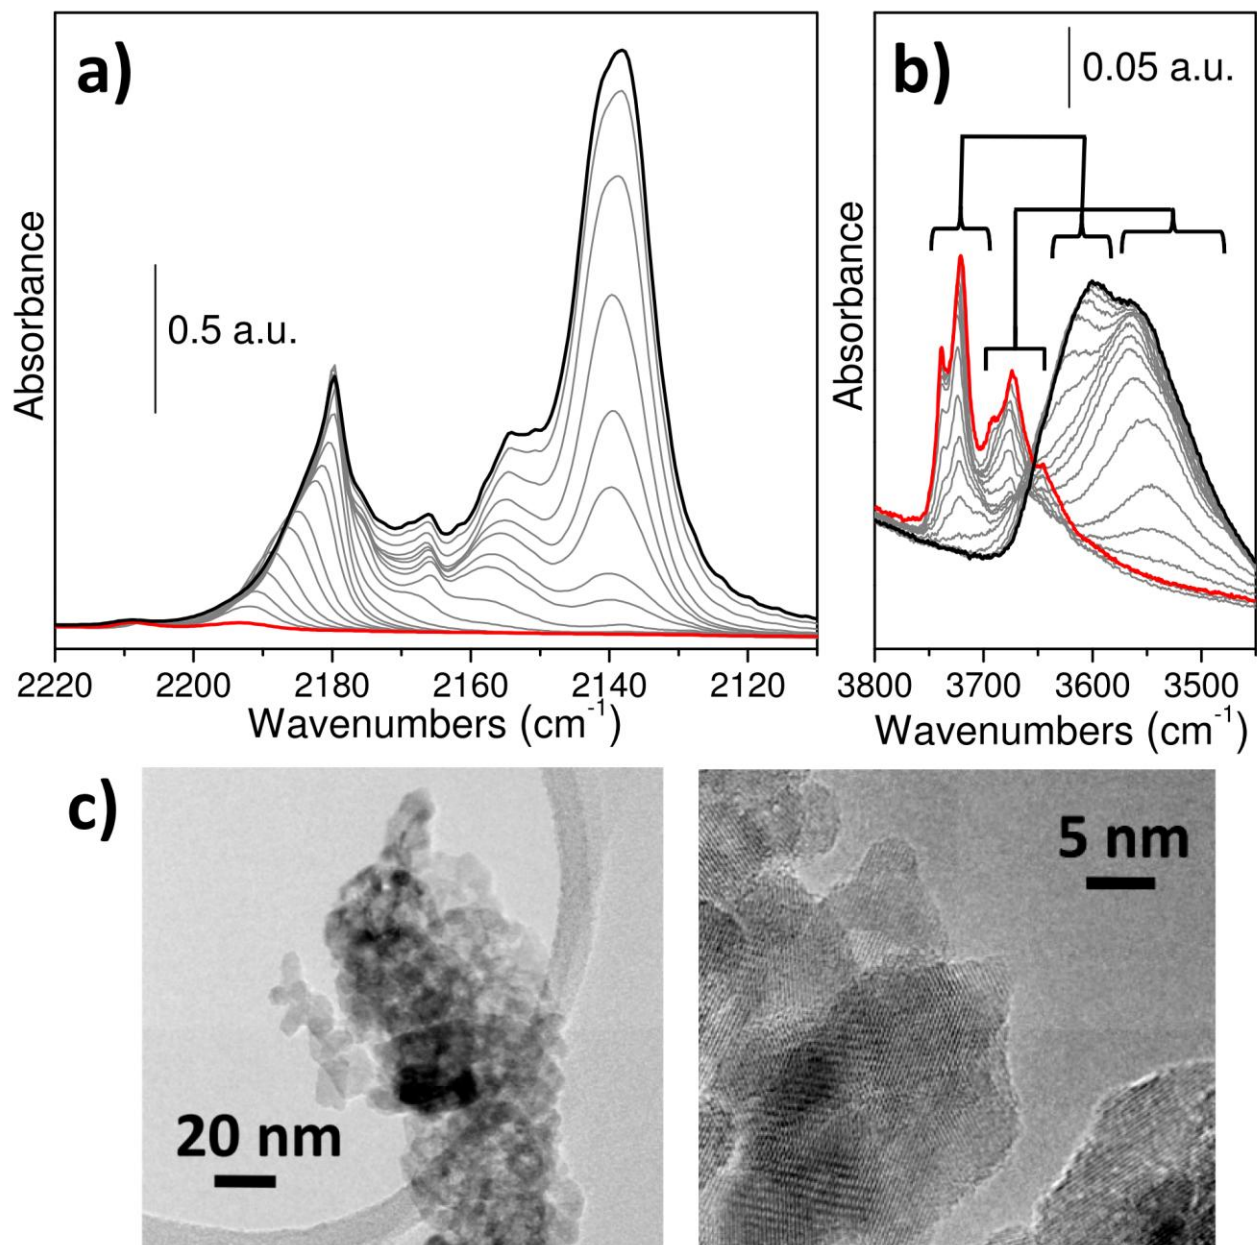 a)
0.5 a.u.
Absorbance
2220 2200 2180 2160 2140 2120
Wavenumbers (cm⁻¹)
b)
0.05 a.u.
Absorbance
3800 3700 3600 3500
Wavenumbers (cm⁻¹)
c)
20 nm
5 nm